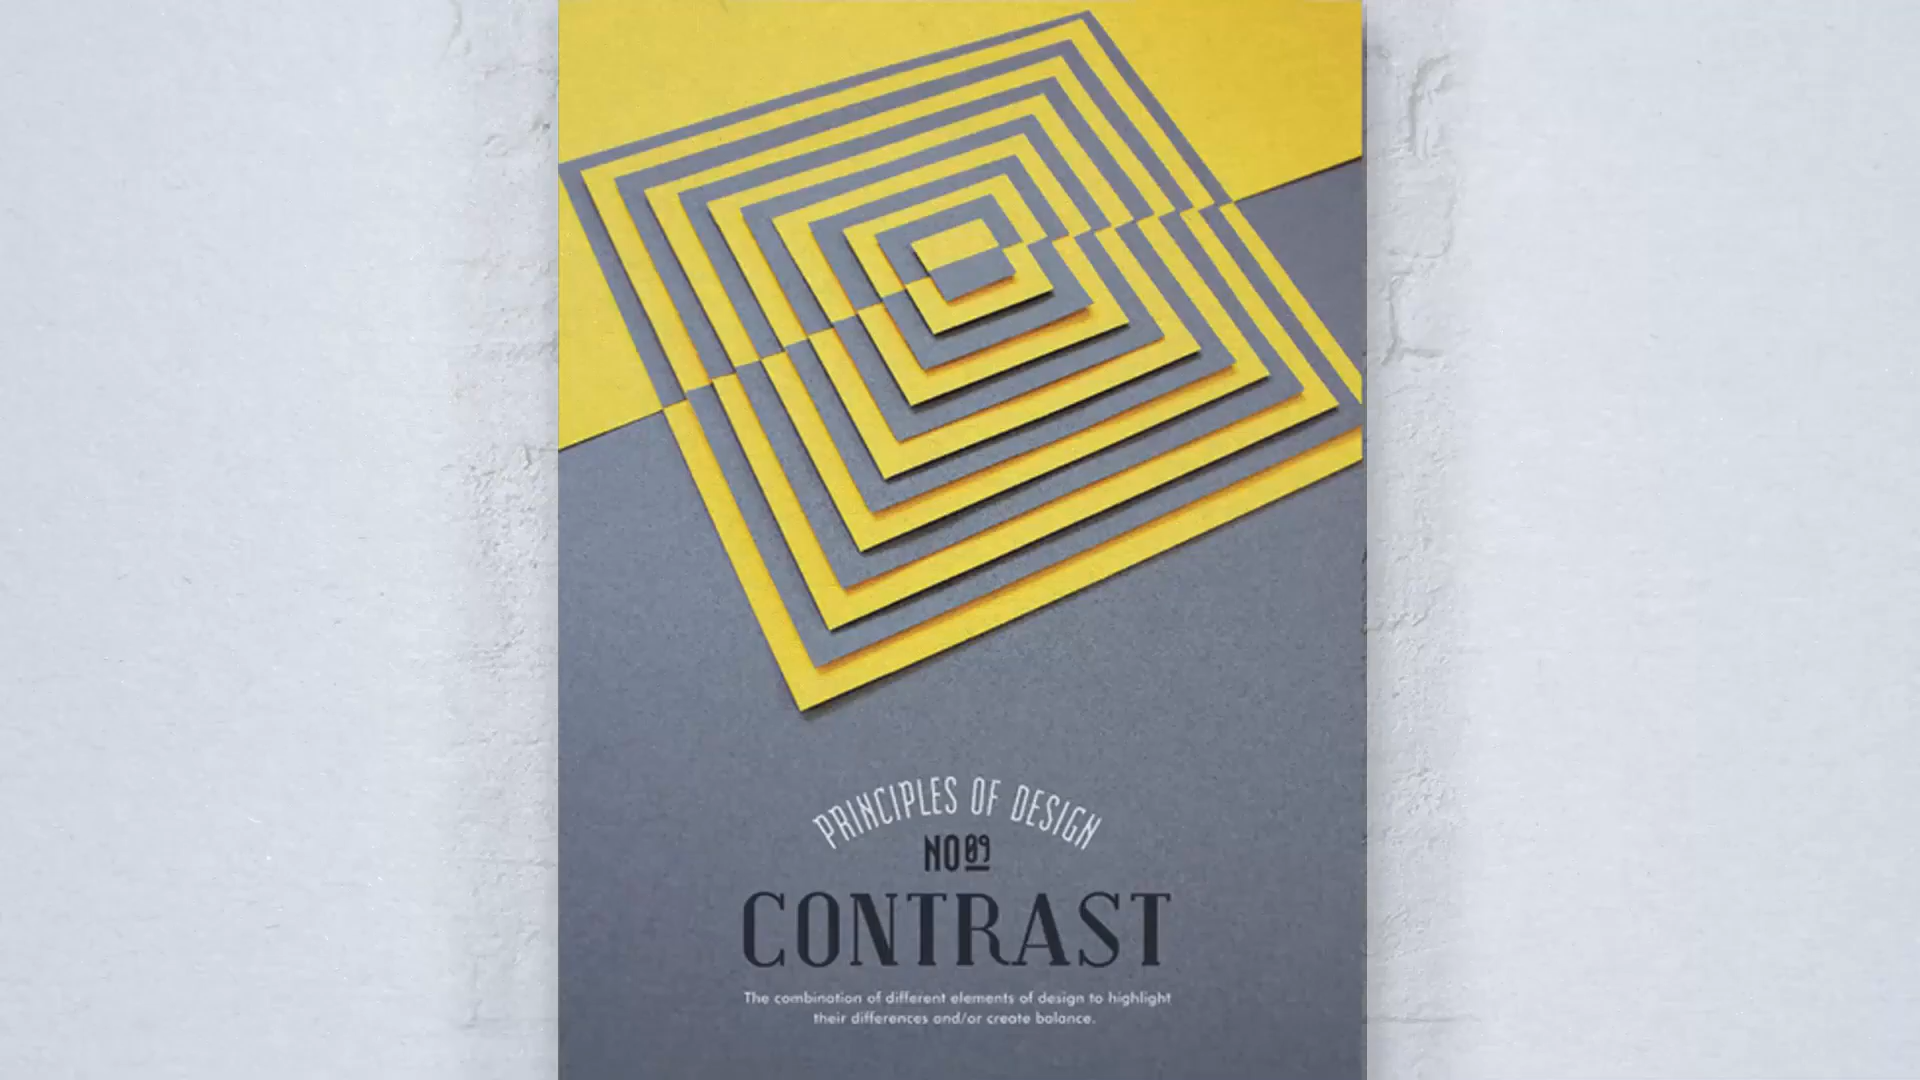 PRINCIPLES OF DESIGN
NO 09
CONTRAST
The combination of different elements of design to highlight
their differences and/or create balance.